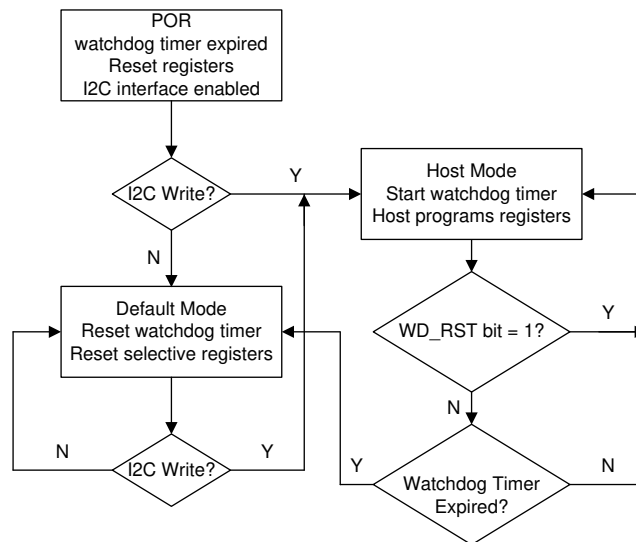 POR
watchdog timer expired
Reset registers
I2C interface enabled
I2C Write?
Y
N
Host Mode
Start watchdog timer
Host programs registers
Default Mode
Reset watchdog timer
Reset selective registers
WD_RST bit = 1?
Y
N
I2C Write?
N
Y
Watchdog Timer
Expired?
Y
N